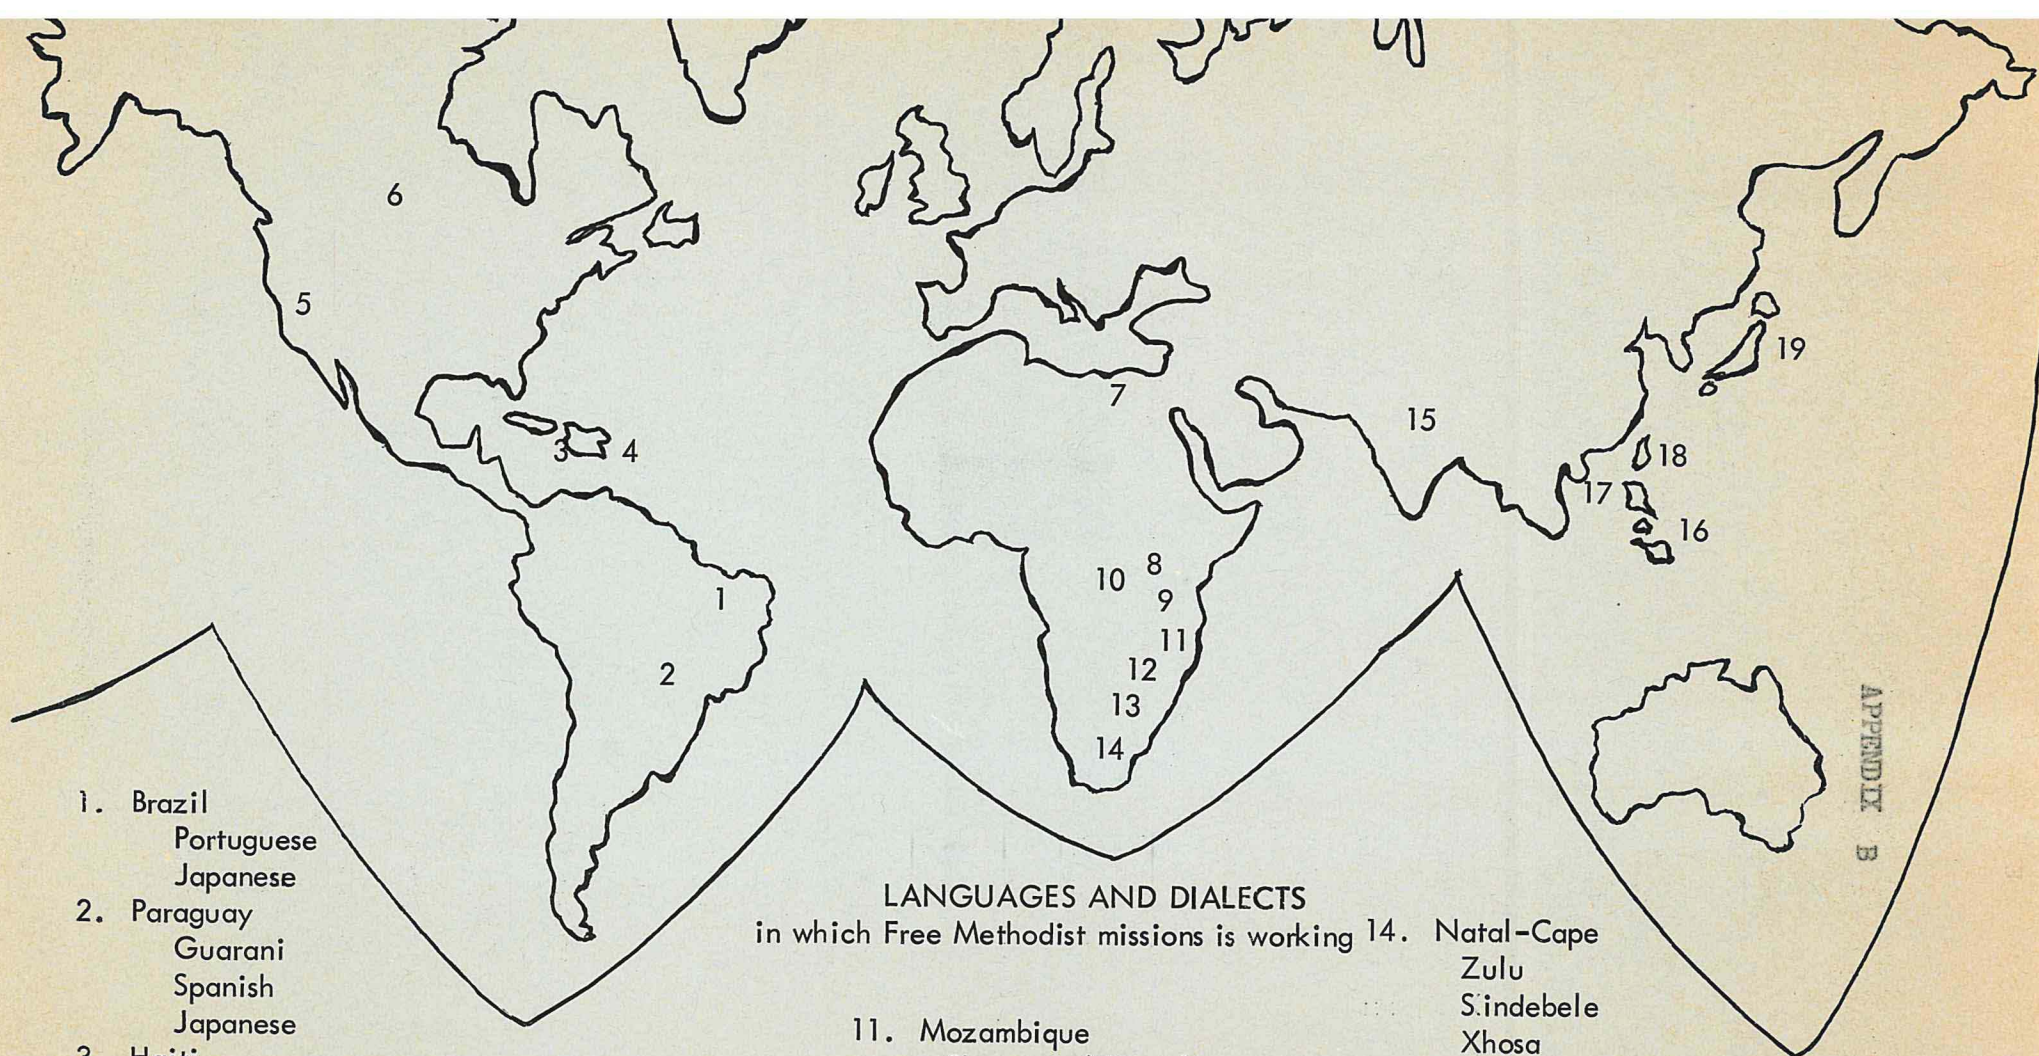 6
5
19
7
15
3
4
18
17
16
8
10
9
1
11
2
12
13
14
APPENDIX B
1. Brazil
Portuguese
Japanese
2. Paraguay
Guarani
Spanish
Japanese
3. Haiti
LANGUAGES AND DIALECTS
in which Free Methodist missions is working
11. Mozambique
14. Natal-Cape
Zulu
S.indebele
Xhosa